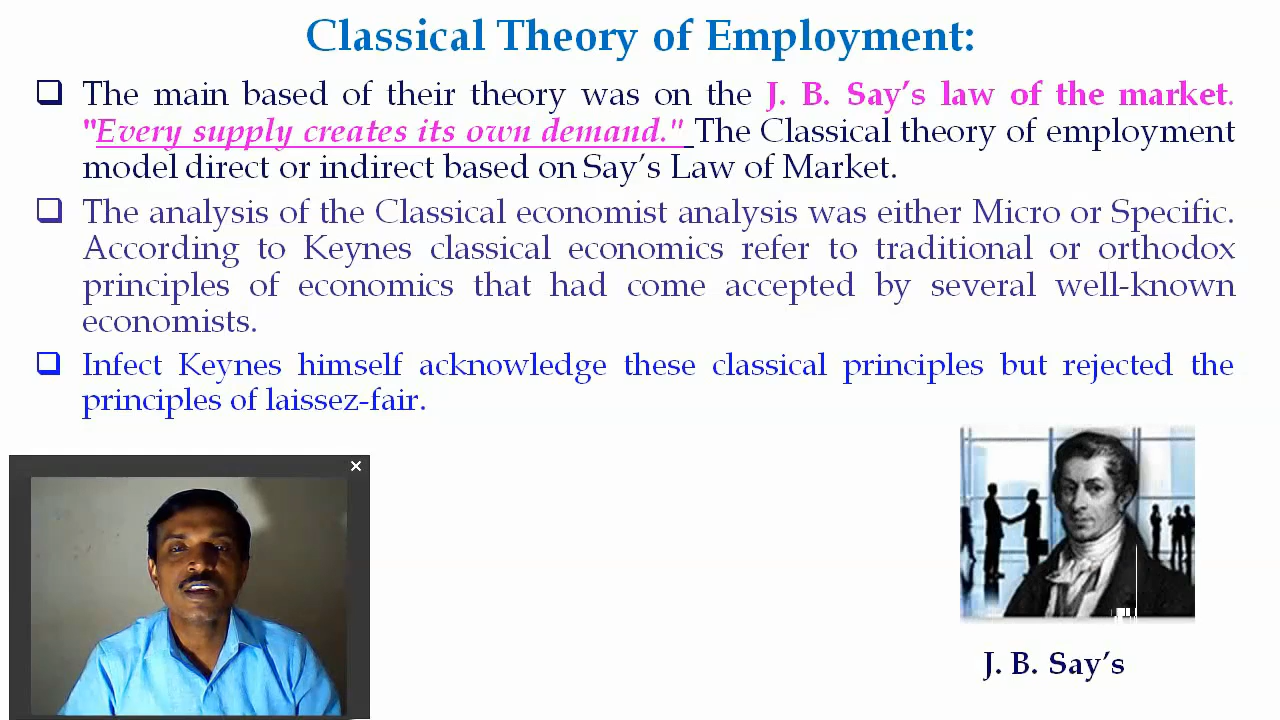 Classical Theory of Employment:
The main based of their theory was on the J. B. Say’s law of the market.
"Every supply creates its own demand." The Classical theory of employment
model direct or indirect based on Say’s Law of Market.
The analysis of the Classical economist analysis was either Micro or Specific.
According to Keynes classical economics refer to traditional or orthodox
principles of economics that had come accepted by several well-known
economists.
Infect Keynes himself acknowledge these classical principles but rejected the
principles of laissez-fair.
J. B. Say’s